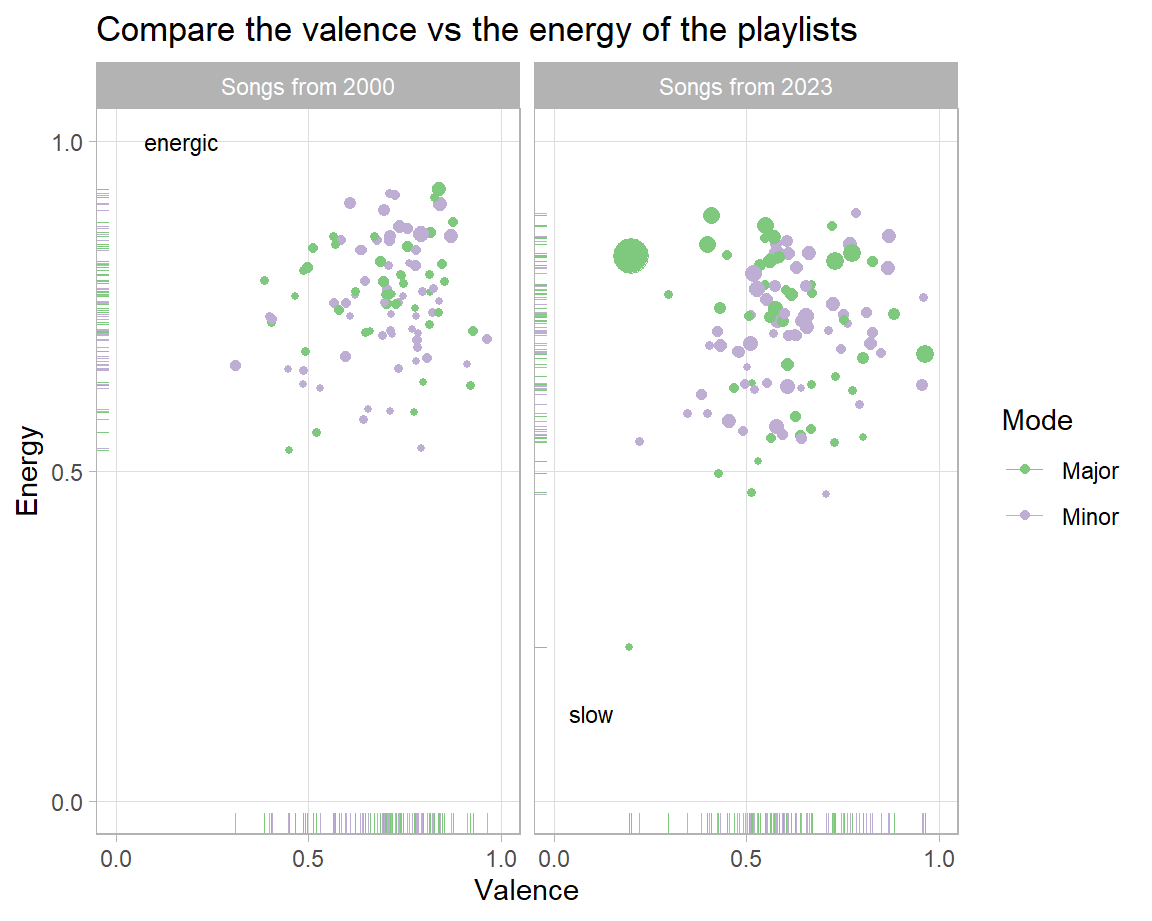 Compare the valence vs the energy of the playlists
Songs from 2000
Songs from 2023
energic
slow
Energy
1.0
0.5
0.0
0.0
0.5
1.0
0.0
0.5
1.0
Valence
Mode
Major
Minor